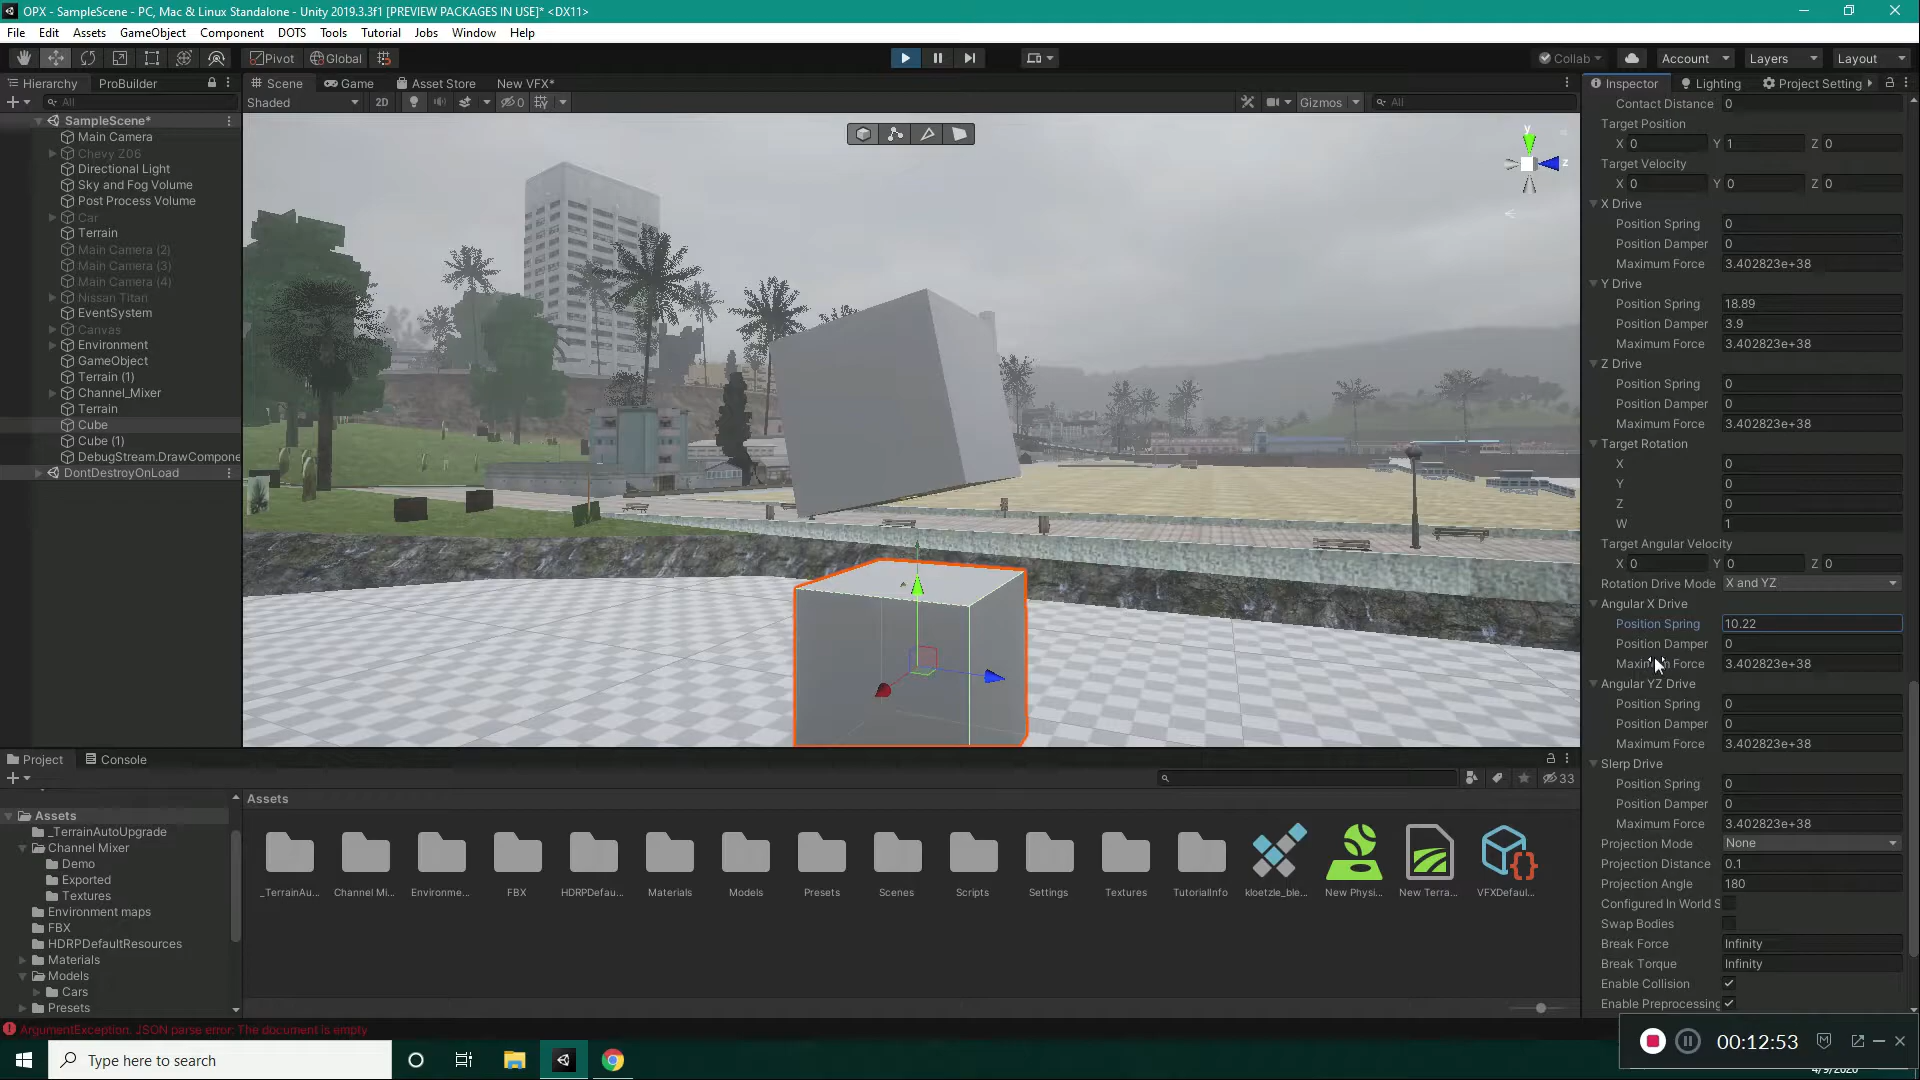 OPX - SampleScene - PC, Mac & Linux Standalone - Unity 2019.3.3f1 [PREVIEW PACKAGES IN USE]* <DX11>
File Edit Assets GameObject Component DOTS Tools Tutorial Jobs Window Help
Pivot Global Collab Account Layers Layout
Hierarchy ProBuilder
All
SampleScene*
Main Camera
Chevy Z06
Directional Light
Sky and Fog Volume
Post Process Volume
Car
Terrain
Main Camera (2)
Main Camera (3)
Main Camera (4)
Nissan Titan
EventSystem
Canvas
Environment
GameObject
Terrain (1)
Channel_Mixer
Terrain
Cube
Cube (1)
DebugStream.DrawCompone
DontDestroyOnLoad
Scene Game Asset Store New VFX*
Shaded 2D 0 Gizmos All
y
z
Inspector Lighting Project Setting
Contact Distance 0
Target Position
X 0 Y 1 Z 0
Target Velocity
X 0 Y 0 Z 0
X Drive
Position Spring 0
Position Damper 0
Maximum Force 3.402823e+38
Y Drive
Position Spring 18.89
Position Damper 3.9
Maximum Force 3.402823e+38
Z Drive
Position Spring 0
Position Damper 0
Maximum Force 3.402823e+38
Target Rotation
X 0
Y 0
Z 0
W 1
Target Angular Velocity
X 0 Y 0 Z 0
Rotation Drive Mode X and YZ
Angular X Drive
Position Spring 10.22
Position Damper 0
Maximum Force 3.402823e+38
Angular YZ Drive
Position Spring 0
Position Damper 0
Maximum Force 3.402823e+38
Slerp Drive
Position Spring 0
Position Damper 0
Maximum Force 3.402823e+38
Projection Mode None
Projection Distance 0.1
Projection Angle 180
Configured In World S
Swap Bodies
Break Force Infinity
Break Torque Infinity
Enable Collision
Enable Preprocessing
Project Console
33
Assets
_TerrainAutoUpgrade
Channel Mixer
Demo
Exported
Textures
Environment maps
FBX
HDRPDefaultResources
Materials
Models
Cars
Presets
Assets
_TerrainAu... Channel Mi... Environme... FBX HDRPDefau... Materials Models Presets Scenes Scripts Settings Textures TutorialInfo kloetzle_ble... New Physi... New Terra... VFXDefaul...
ArgumentException: JSON parse error: The document is empty.
Type here to search
00:12:53
4/9/2020